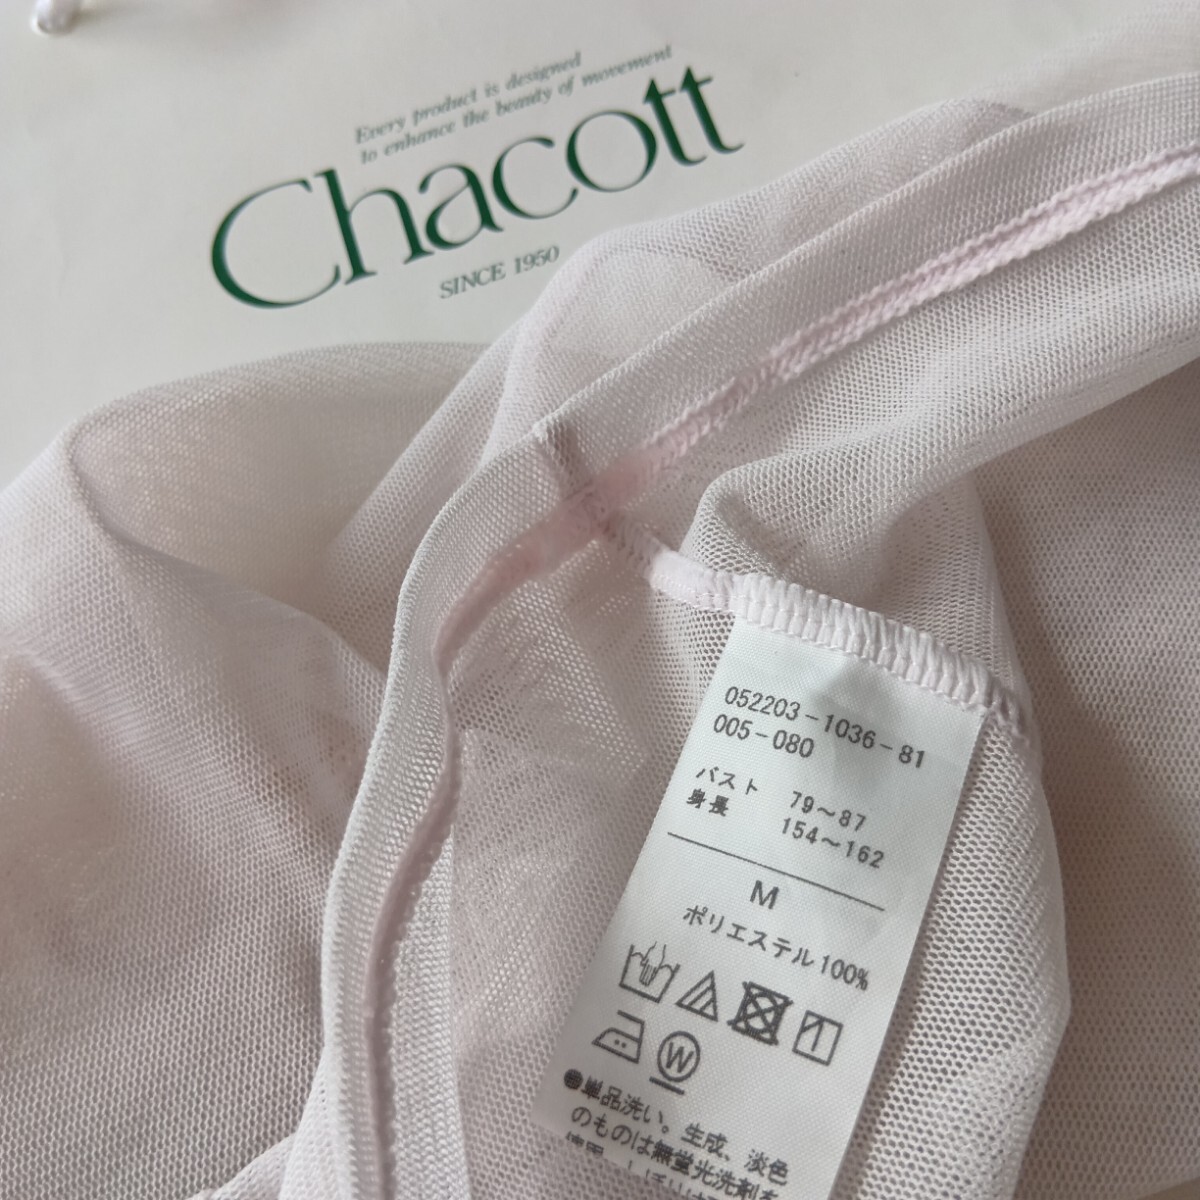 Every product is designed
to enhance the beauty of movement
Chacott
SINCE 1950
052203-1036-81
005-080
バスト 79～87
身長 154～162
M
ポリエステル100%
W
●単品洗い。生成、淡色
のものは無蛍光洗剤を